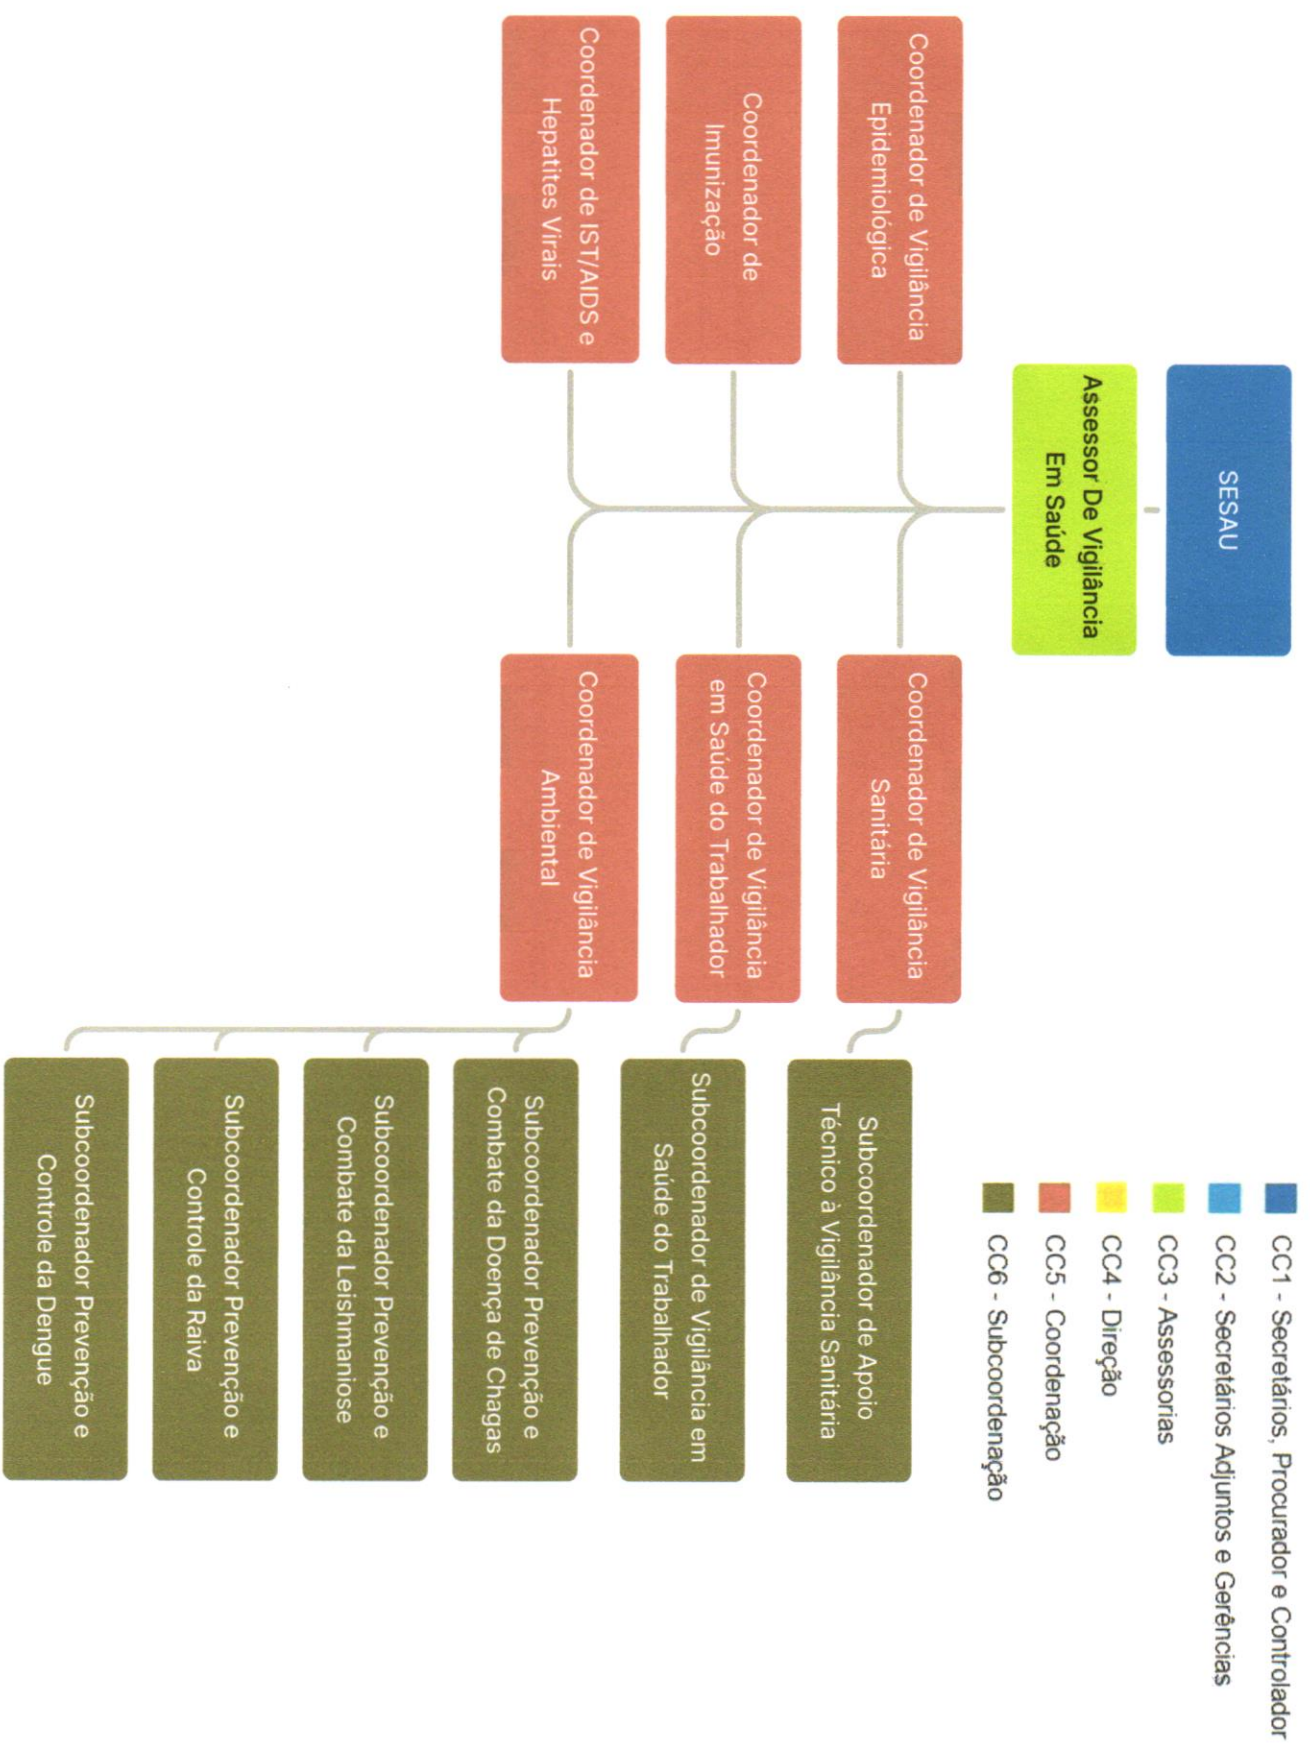 SESAU
Assessor De Vigilância
Em Saúde
CC1 - Secretários, Procurador e Controlador
CC2 - Secretários Adjuntos e Gerências
CC3 - Assessorias
CC4 - Direção
CC5 - Coordenação
CC6 - Subcoordenação
Coordenador de Vigilância
Epidemiológica
Coordenador de Vigilância
Sanitária
Subcoordenador de Apoio
Técnico à Vigilância Sanitária
Coordenador de
Imunização
Coordenador de Vigilância
em Saúde do Trabalhador
Subcoordenador de Vigilância em
Saúde do Trabalhador
Coordenador de IST/AIDS e
Hepatites Virais
Coordenador de Vigilância
Ambiental
Subcoordenador Prevenção e
Combate da Doença de Chagas
Subcoordenador Prevenção e
Combate da Leishmaniose
Subcoordenador Prevenção e
Controle da Raiva
Subcoordenador Prevenção e
Controle da Dengue